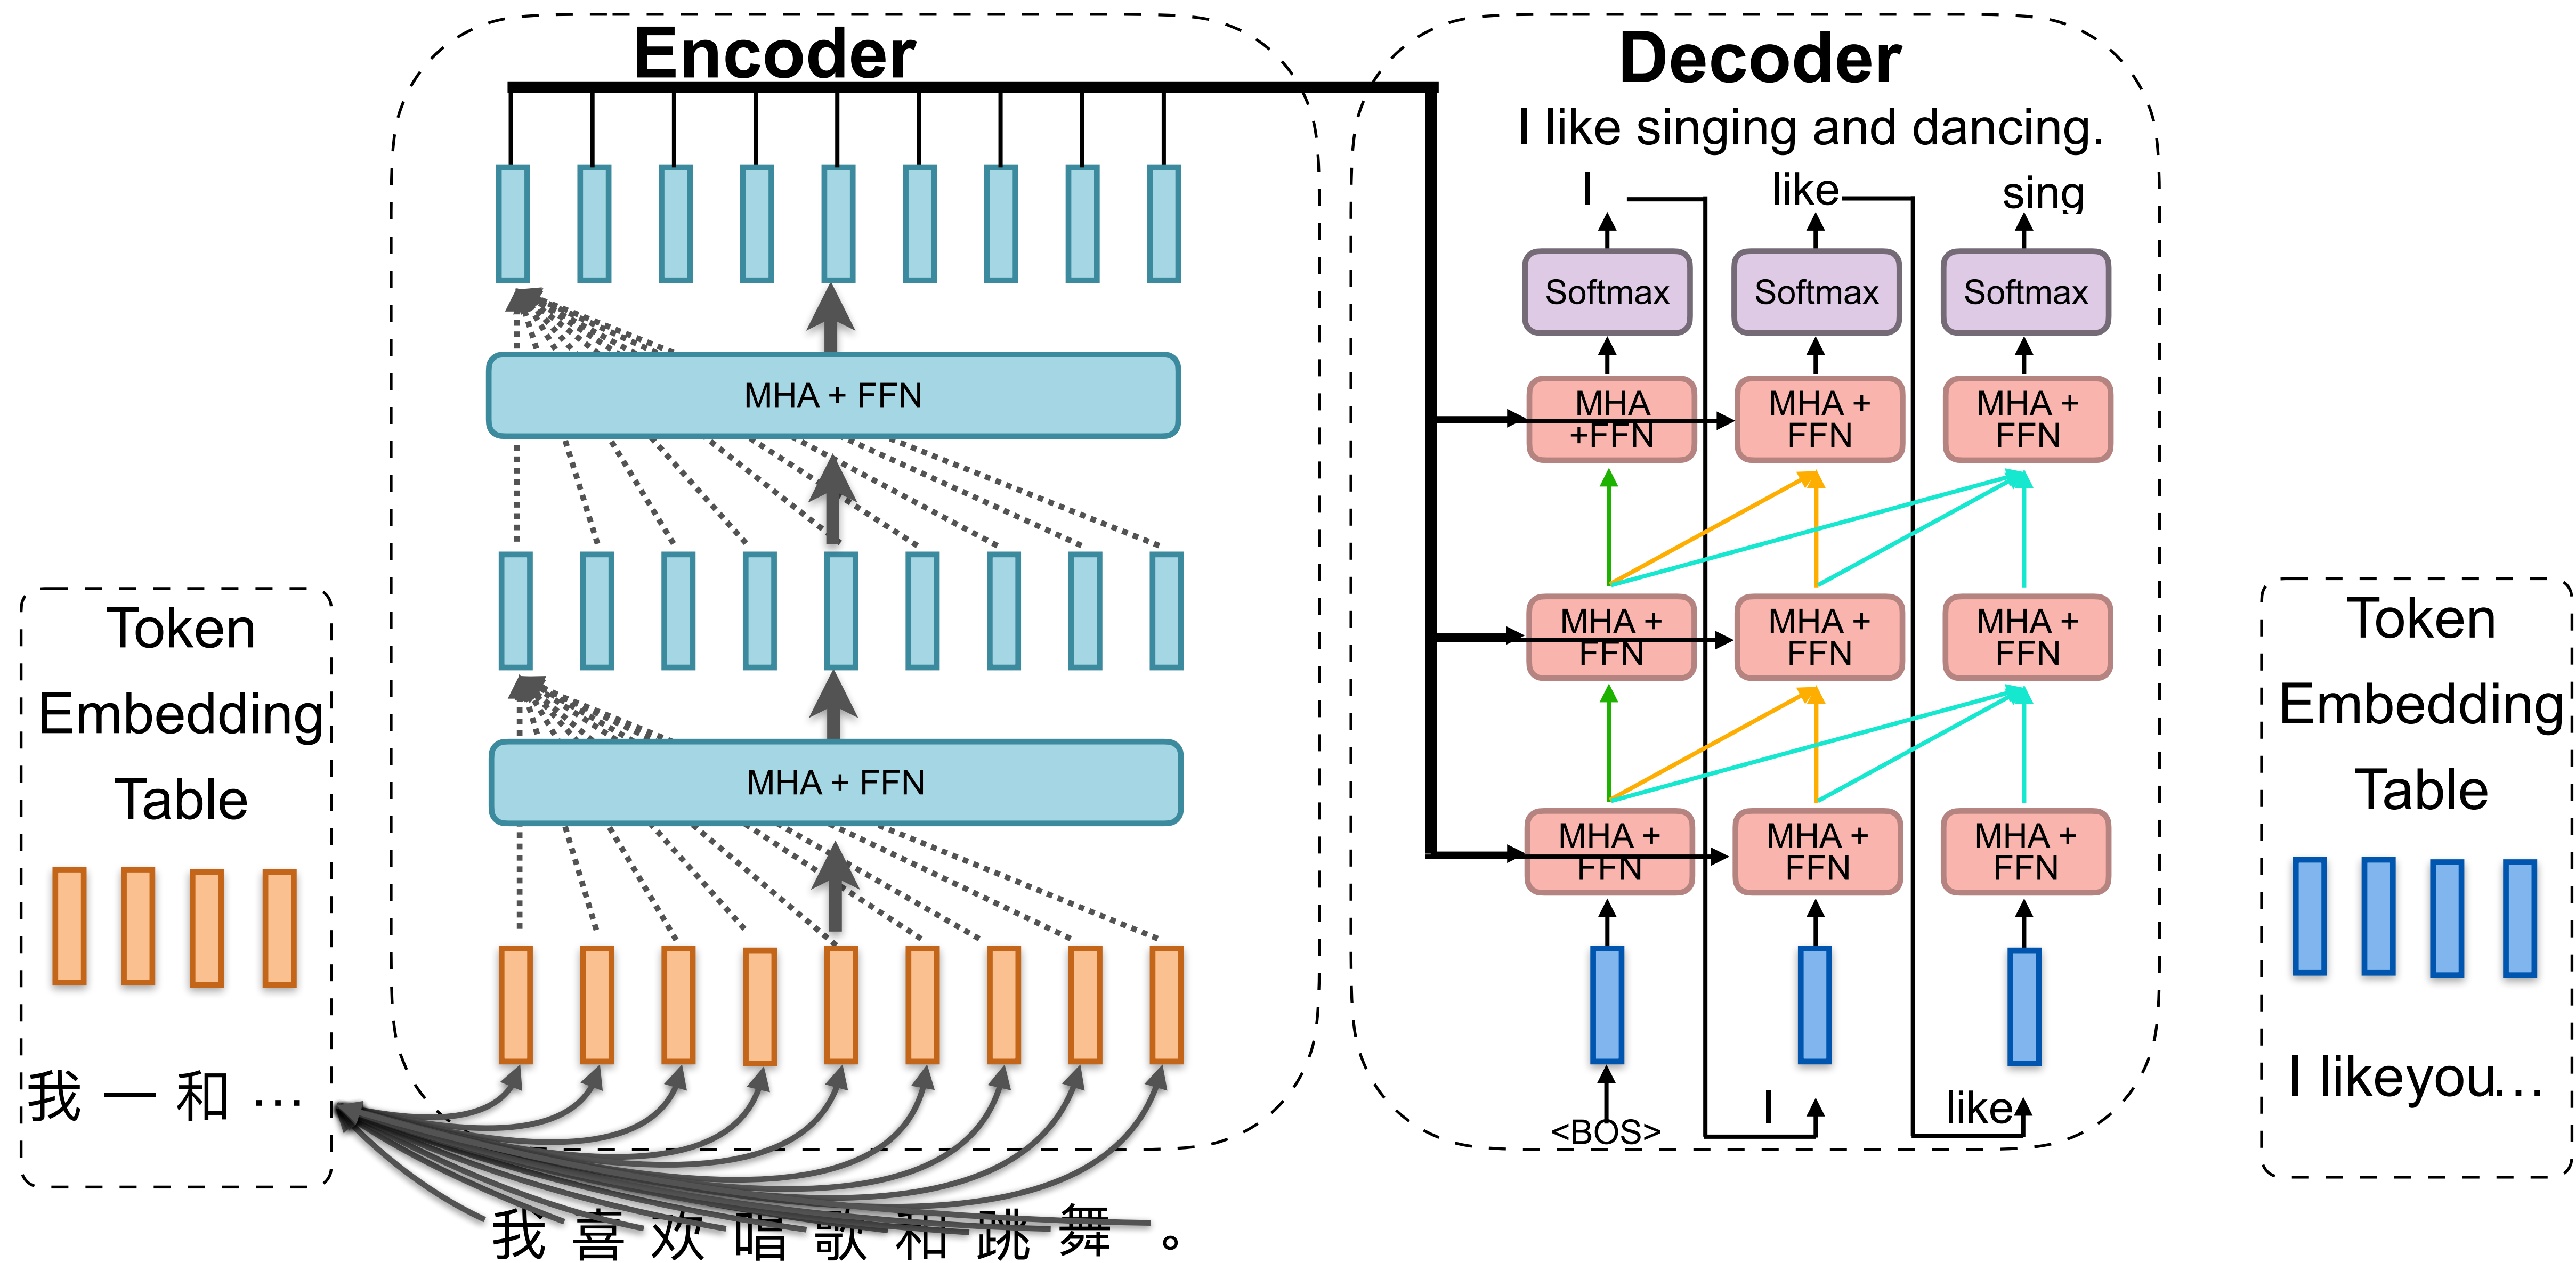 Encoder
MHA + FFN
MHA + FFN
Token
Embedding
Table
我 一 和 …
我 喜 欢 唱 歌 和 跳 舞 。
Decoder
I like singing and dancing.
I like sing
Softmax Softmax Softmax
MHA
+FFN
MHA +
FFN
MHA +
FFN
MHA +
FFN
MHA +
FFN
MHA +
FFN
MHA +
FFN
MHA +
FFN
MHA +
FFN
<BOS> I like
Token
Embedding
Table
I likeyou…